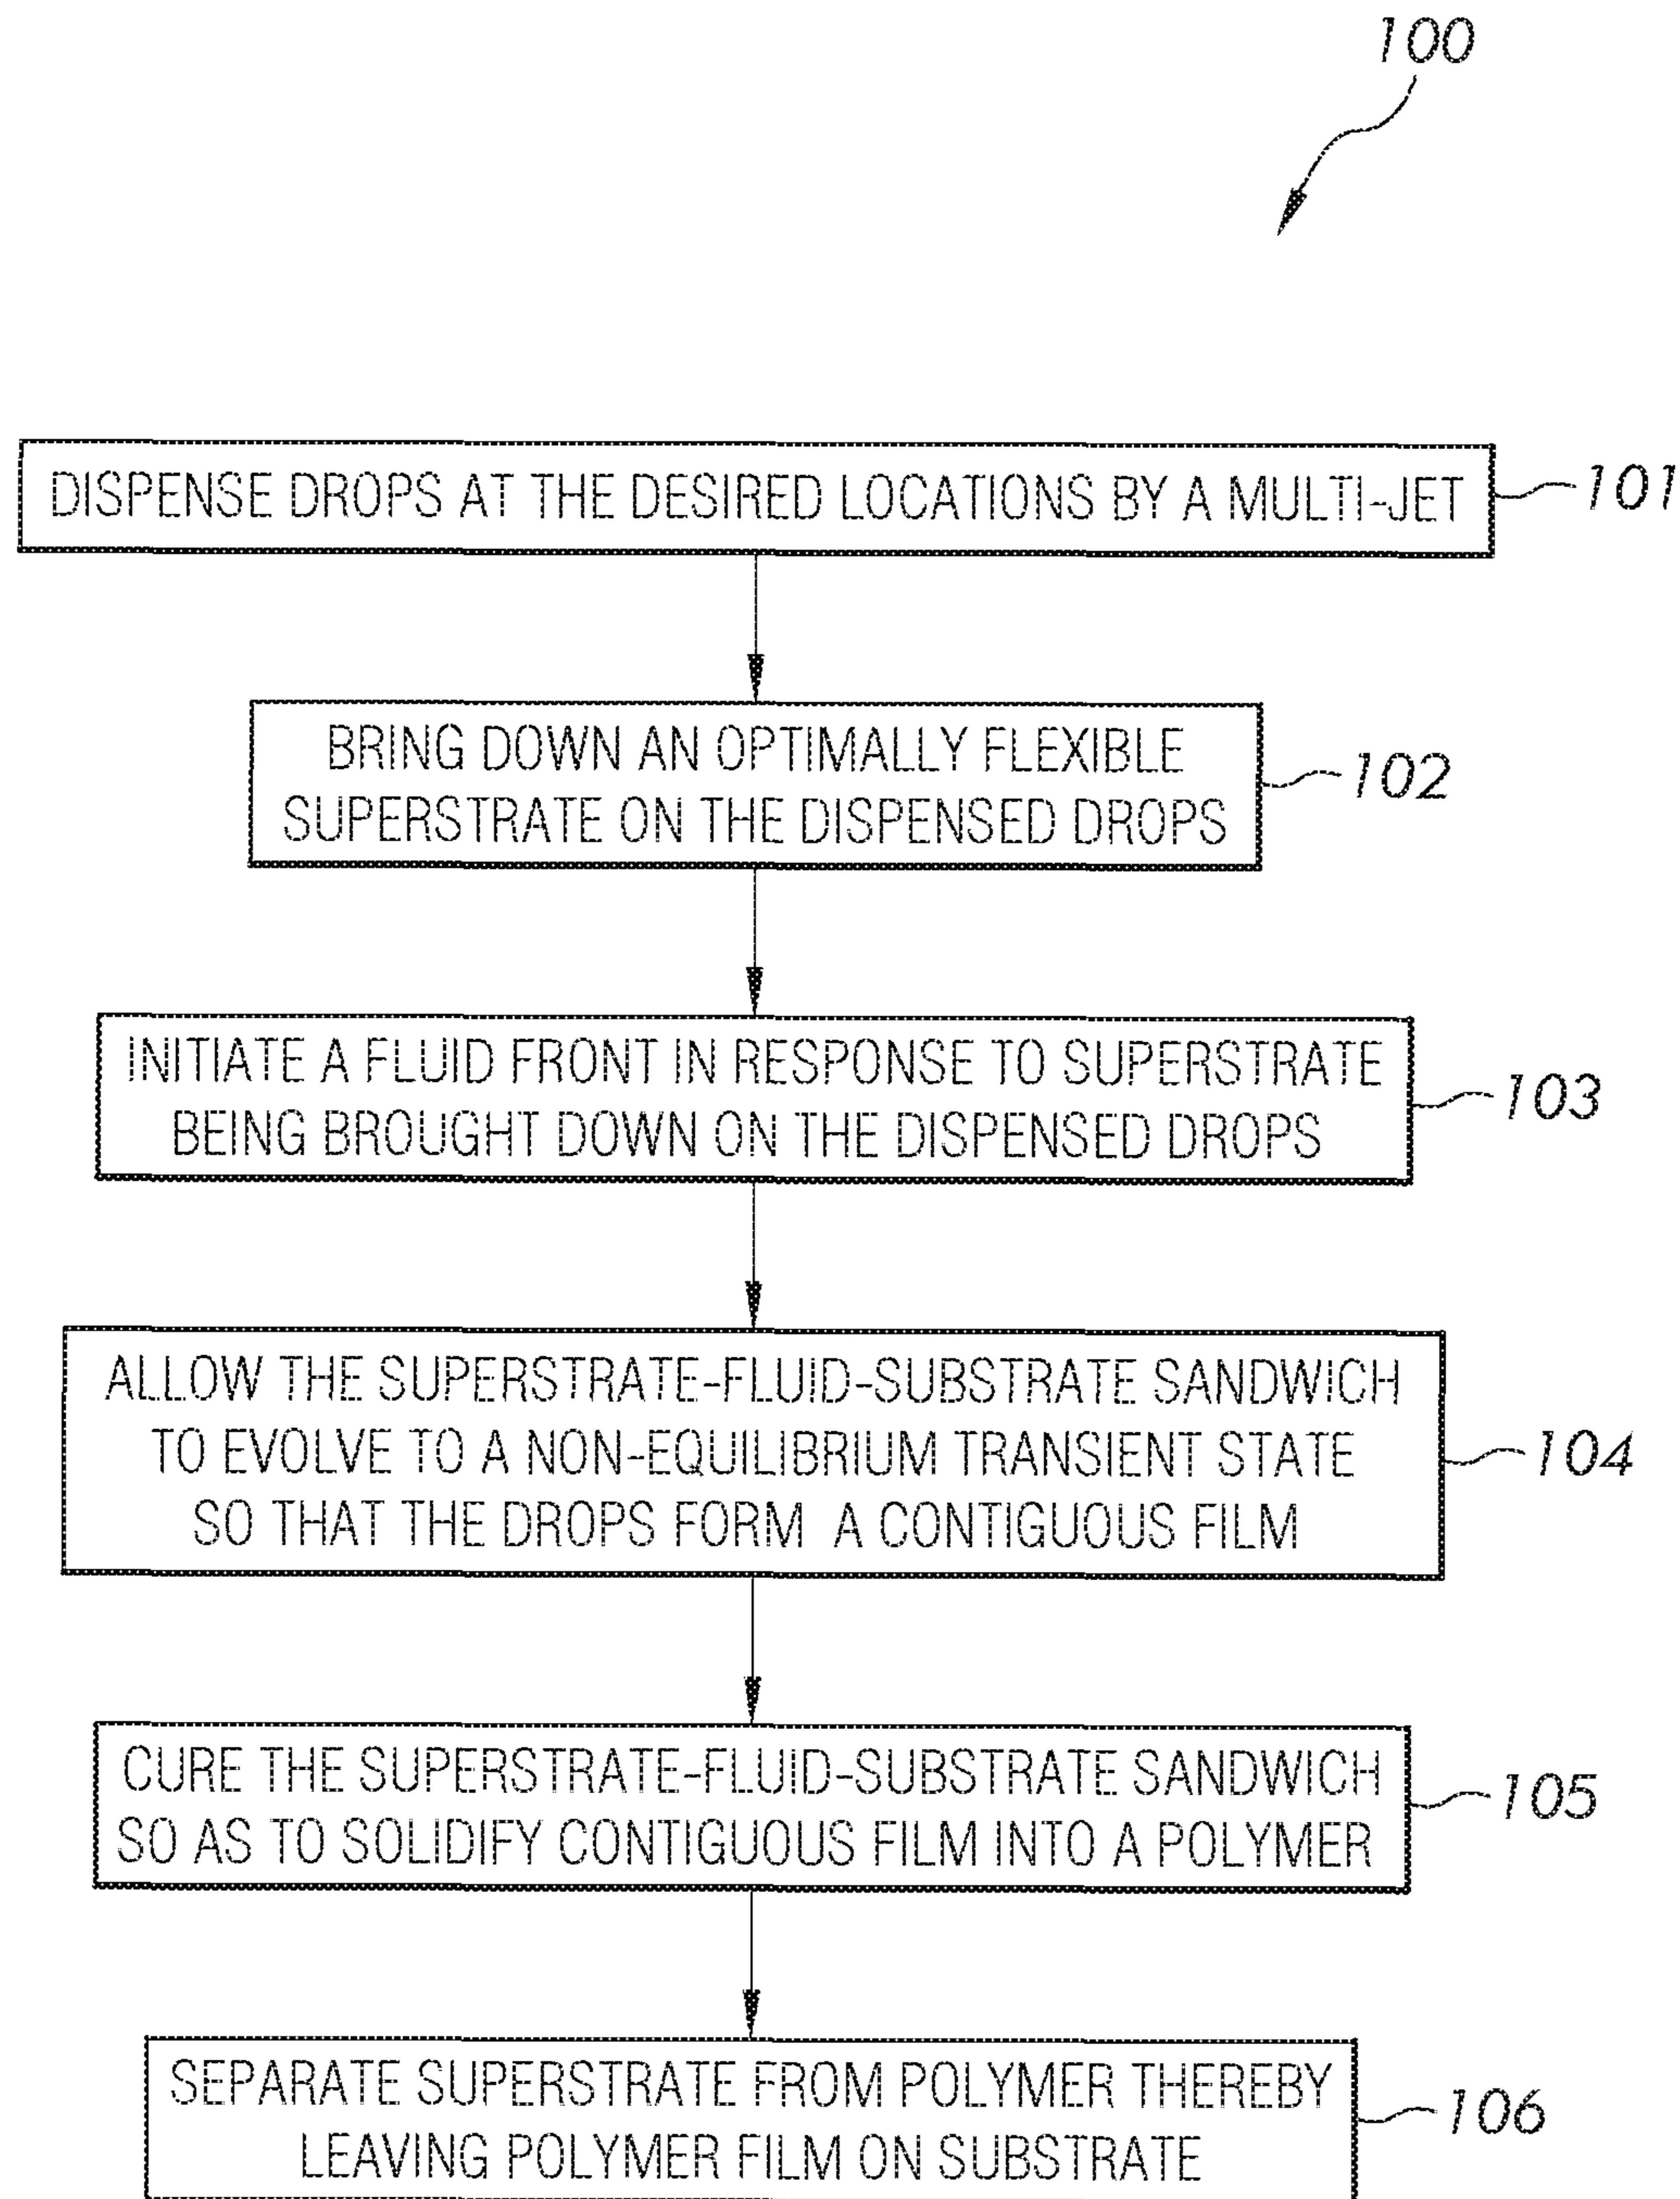 100
DISPENSE DROPS AT THE DESIRED LOCATIONS BY A MULTI-JET
101
BRING DOWN AN OPTIMALLY FLEXIBLE
SUPERSTRATE ON THE DISPENSED DROPS
102
INITIATE A FLUID FRONT IN RESPONSE TO SUPERSTRATE
BEING BROUGHT DOWN ON THE DISPENSED DROPS
103
ALLOW THE SUPERSTRATE-FLUID-SUBSTRATE SANDWICH
TO EVOLVE TO A NON-EQUILIBRIUM TRANSIENT STATE
SO THAT THE DROPS FORM A CONTIGUOUS FILM
104
CURE THE SUPERSTRATE-FLUID-SUBSTRATE SANDWICH
SO AS TO SOLIDIFY CONTIGUOUS FILM INTO A POLYMER
105
SEPARATE SUPERSTRATE FROM POLYMER THEREBY
LEAVING POLYMER FILM ON SUBSTRATE
106